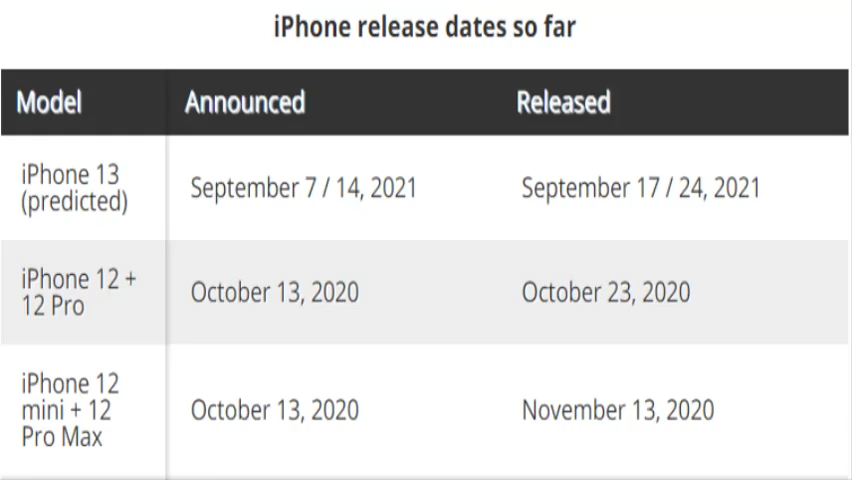 iPhone release dates so far
Model Announced Released
iPhone 13
(predicted)
September 7 / 14, 2021 September 17 / 24, 2021
iPhone 12 +
12 Pro
October 13, 2020 October 23, 2020
iPhone 12
mini + 12
Pro Max
October 13, 2020 November 13, 2020